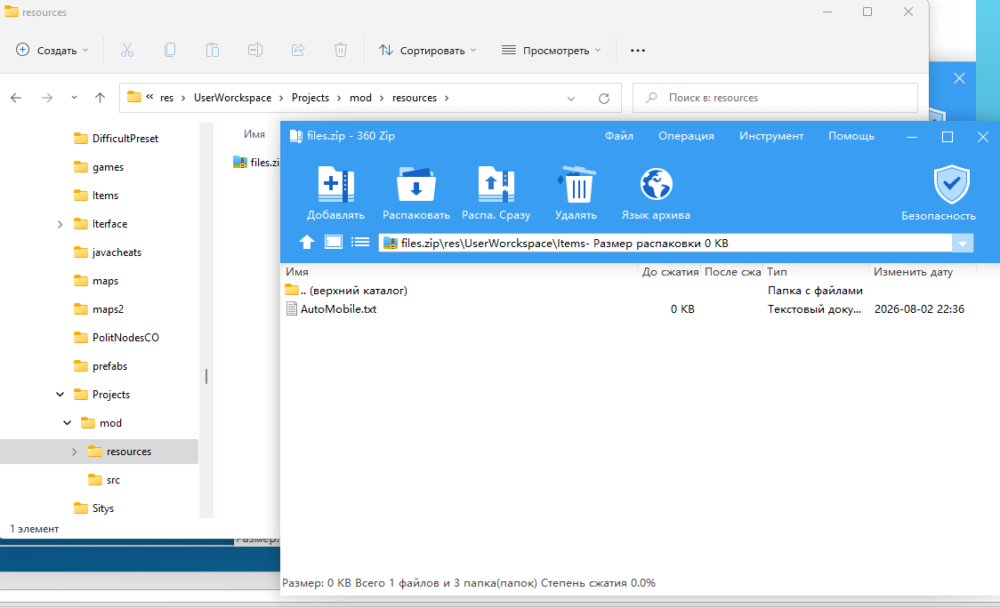 resources
Создать
Сортировать
Просмотреть
« res > UserWorckspace > Projects > mod > resources >
Поиск в: resources
DifficultPreset
games
Items
Iterface
javacheats
maps
maps2
PolitNodesCO
prefabs
Projects
mod
resources
src
Sitys
1 элемент
Имя
files.zi
Размер:
files.zip - 360 Zip
Файл Операция Инструмент Помощь
Добавлять Распаковать Распа. Сразу Удалять Язык архива Безопасность
files.zip\res\UserWorckspace\Items- Размер распаковки 0 KB
Имя До сжатия После сжа Тип Изменить дату
.. (верхний каталог) Папка с файлами
AutoMobile.txt 0 KB Текстовый доку... 2026-08-02 22:36
Размер: 0 KB Всего 1 файлов и 3 папка(папок) Степень сжатия 0.0%